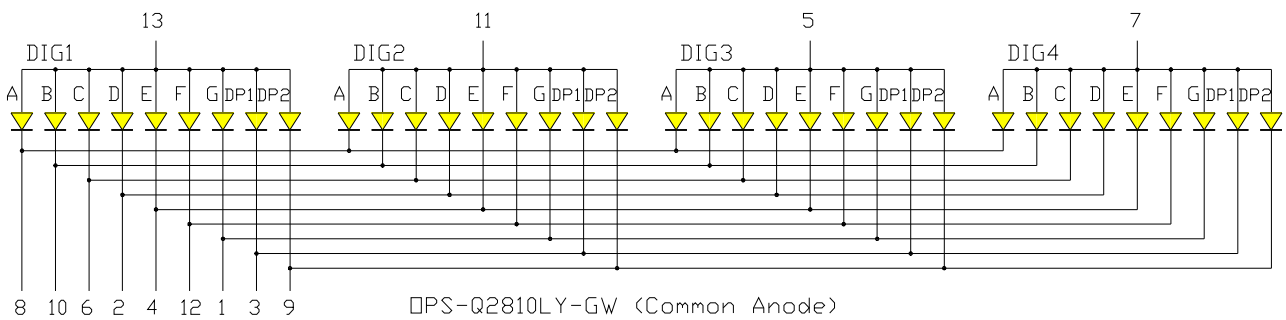 13 11 5 7
DIG1 DIG2 DIG3 DIG4
A B C D E F G DP1 DP2 A B C D E F G DP1 DP2 A B C D E F G DP1 DP2 A B C D E F G DP1 DP2
8 10 6 2 4 12 1 3 9 OPS-Q2810LY-GW (Common Anode)